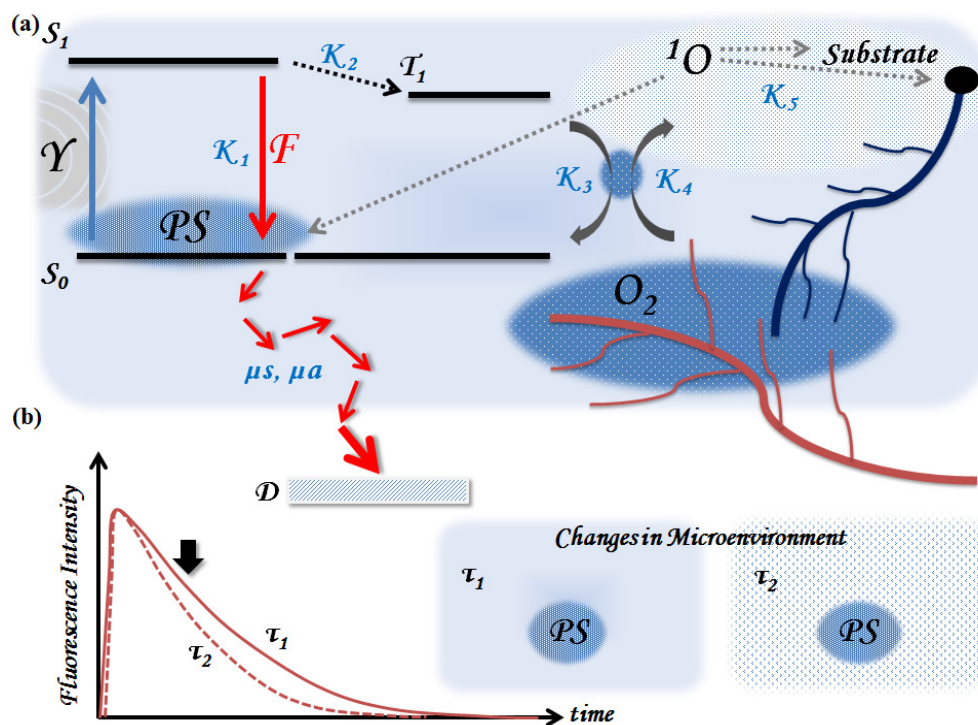 (a)
S1
K2
T1
1O
Substrate
K5
γ
K1
F
K3
K4
PS
S0
O2
μs, μa
(b)
D
Fluorescence Intensity
Changes in Microenvironment
τ1
τ2
PS
PS
τ1
τ2
time